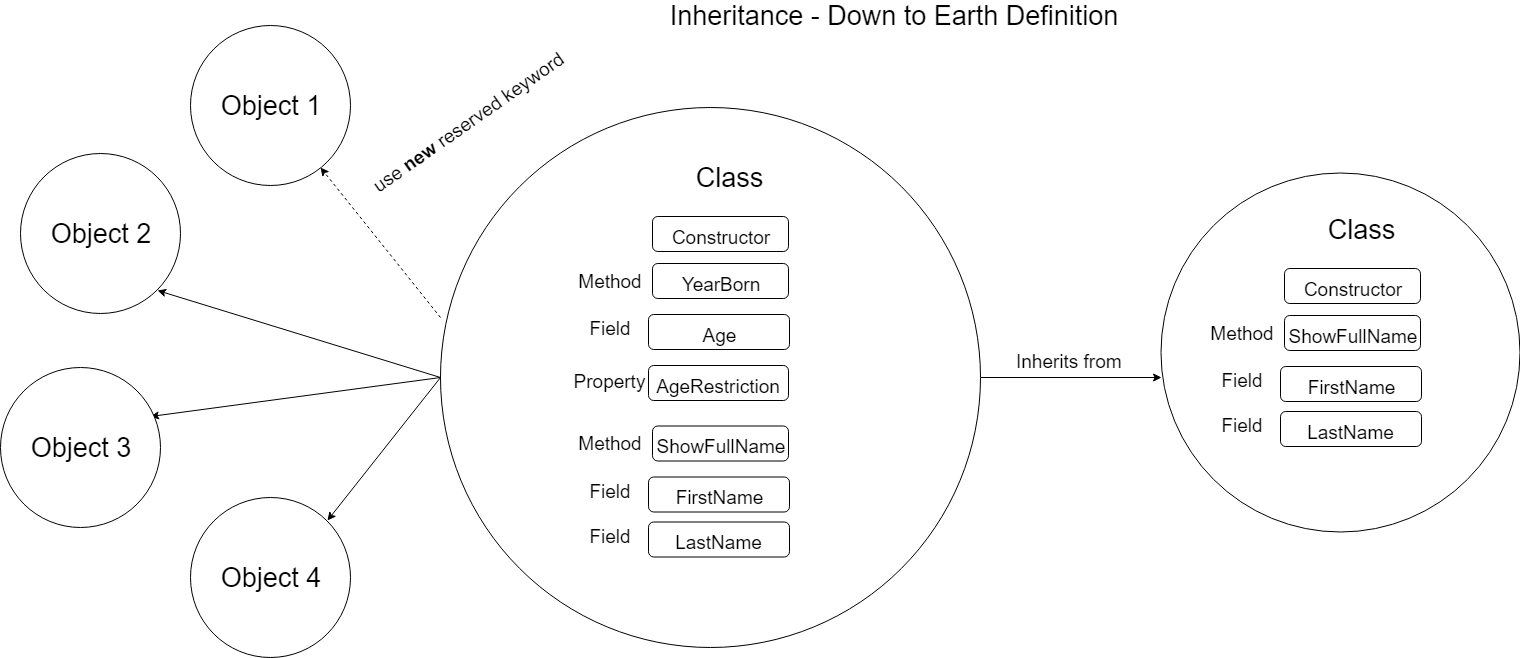 Inheritance - Down to Earth Definition
Object 1
use new reserved keyword
Object 2
Object 3
Object 4
Class
Constructor
Method YearBorn
Field Age
Property AgeRestriction
Method ShowFullName
Field FirstName
Field LastName
Inherits from
Class
Constructor
Method ShowFullName
Field FirstName
Field LastName